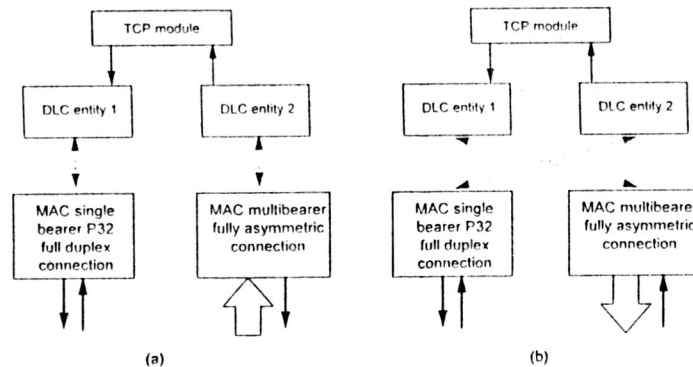 TCP module
TCP module
DLC entity 1
DLC entity 2
DLC entity 1
DLC entity 2
MAC single
bearer P32
full duplex
connection
MAC multibearer
fully asymmetric
connection
MAC single
bearer P32
full duplex
connection
MAC multibearer
fully asymmetric
connection
(a)
(b)